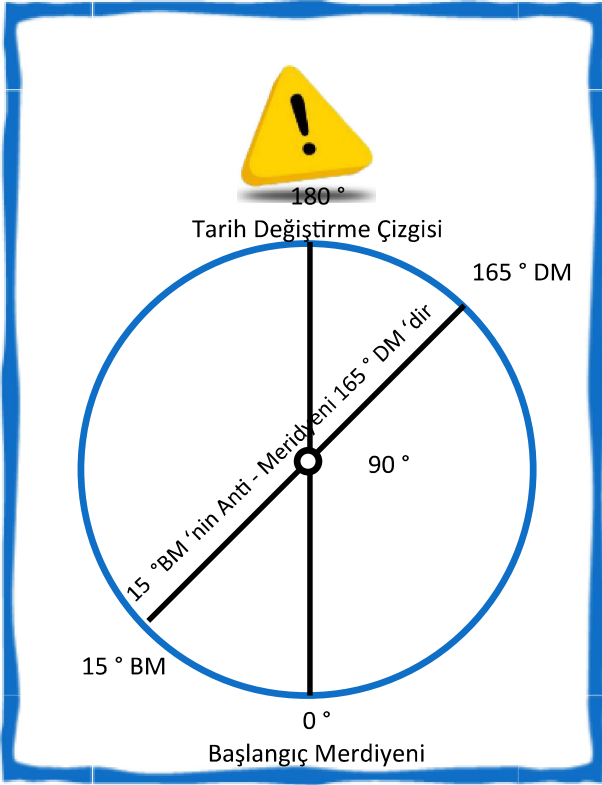 180 °
Tarih Değiştirme Çizgisi
165 ° DM
15 °BM ‘nin Anti - Meridyeni 165 ° DM ‘dir
90 °
15 ° BM
0 °
Başlangıç Merdiyeni